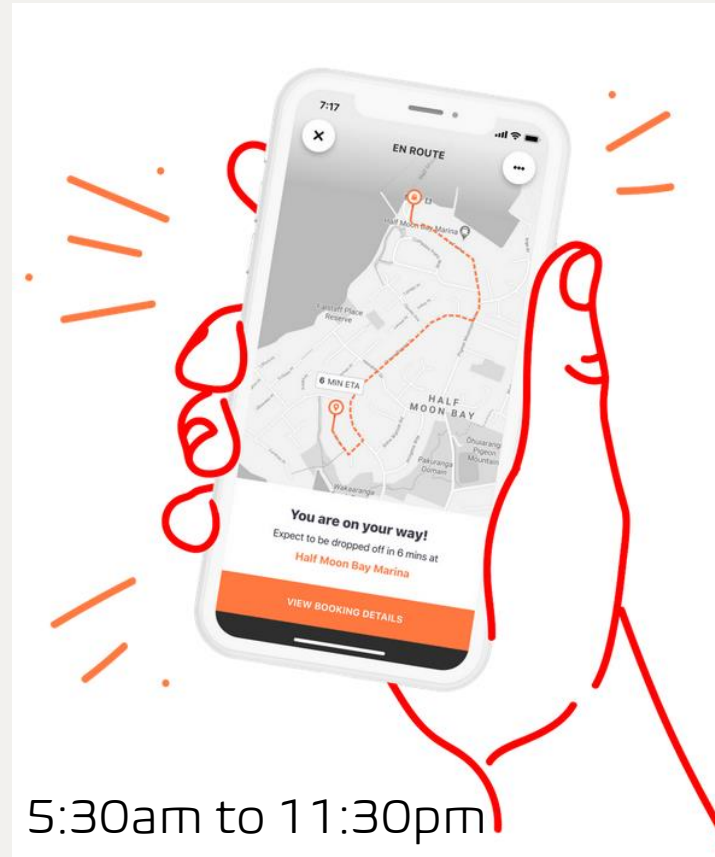 7:17
EN ROUTE
Half Moon Bay Marina
Falstaff Place
Reserve
6 MIN ETA
HALF
MOON BAY
Ohuiarangi
Pigeon
Mountain
Pakuranga
Domain
Wakaaranga
You are on your way!
Expect to be dropped off in 6 mins at
Half Moon Bay Marina
VIEW BOOKING DETAILS
5:30am to 11:30pm